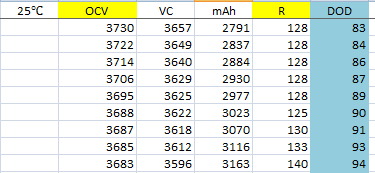 25℃ OCV VC mAh R DOD
3730 3657 2791 128 83
3722 3649 2837 128 84
3714 3640 2884 128 86
3706 3629 2930 128 87
3695 3625 2977 128 89
3688 3622 3023 125 90
3687 3618 3070 130 91
3685 3612 3116 133 93
3683 3596 3163 140 94